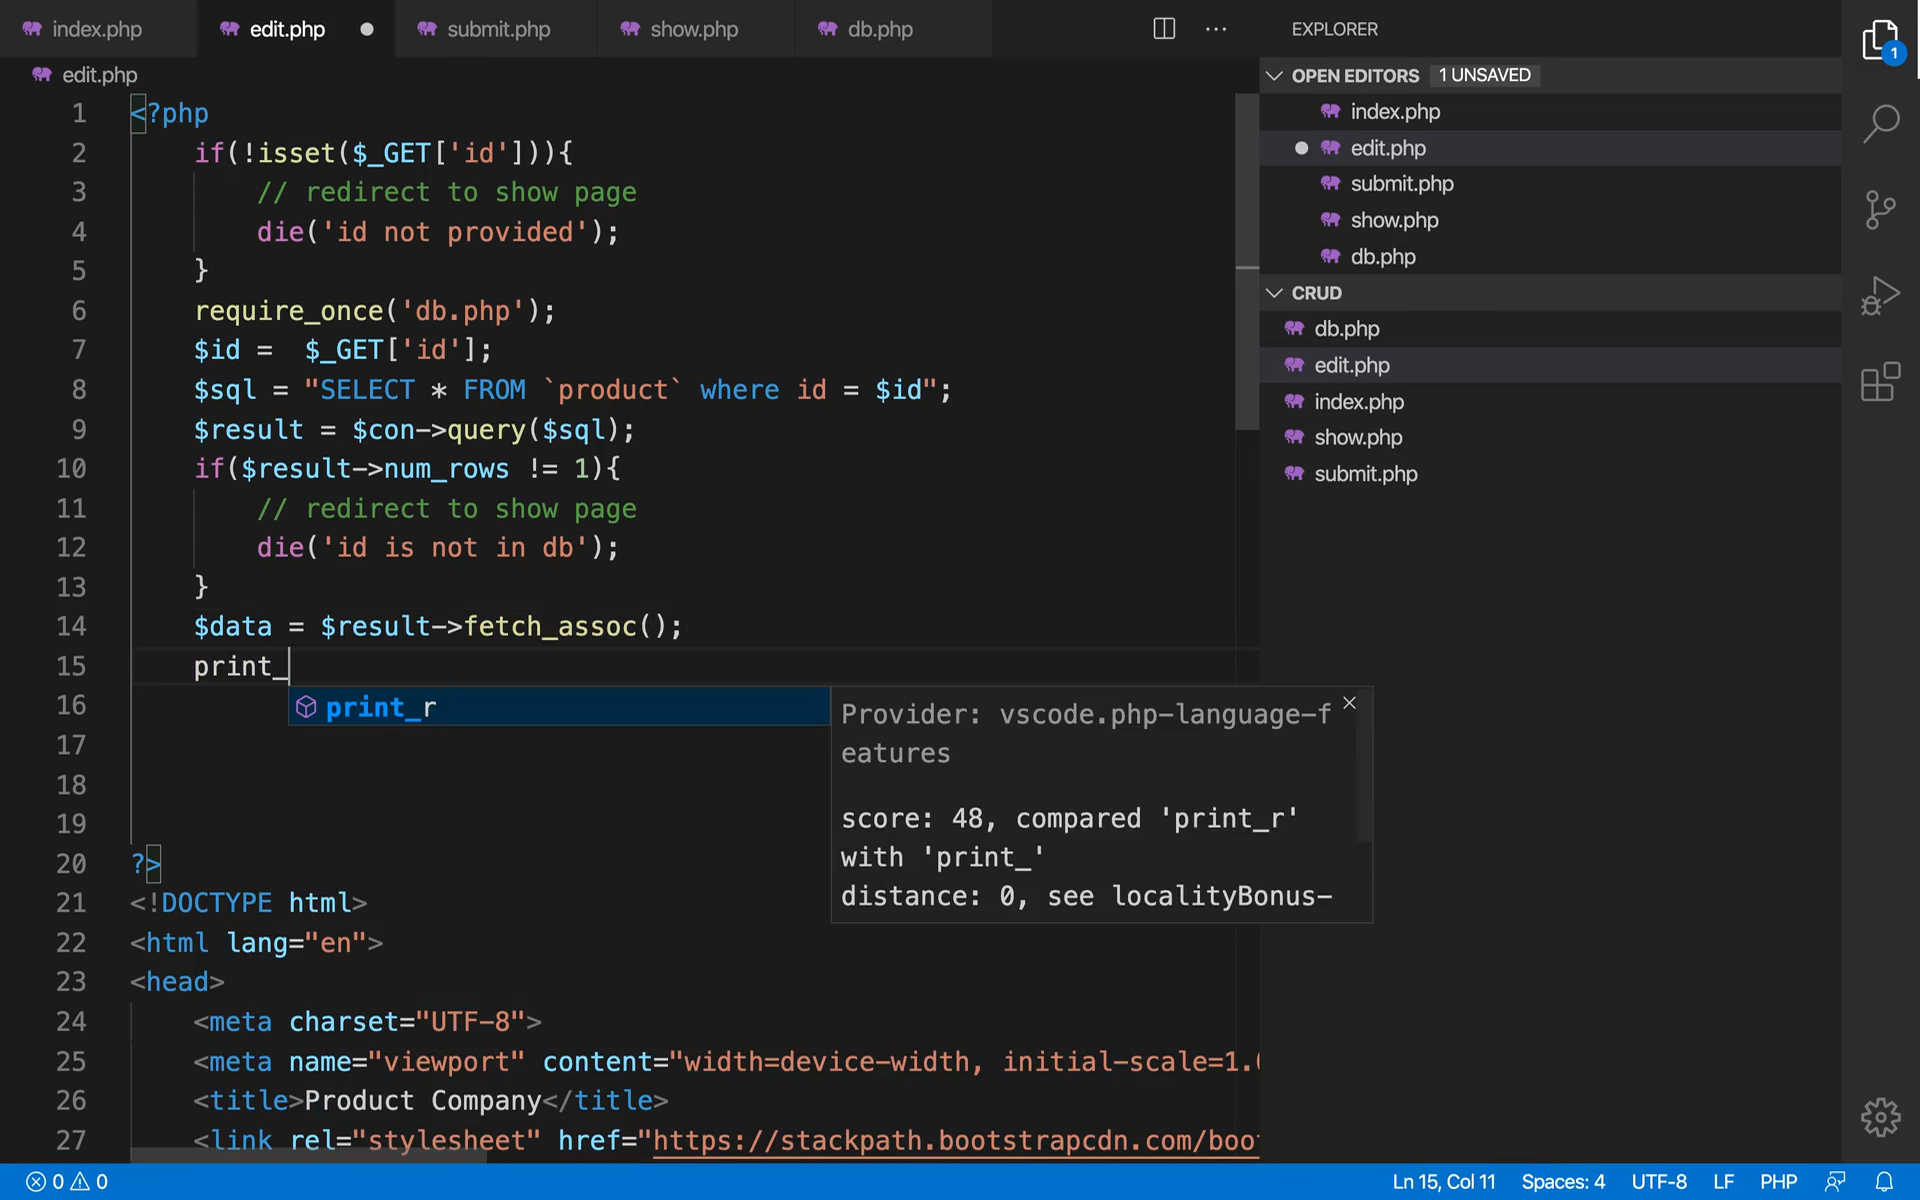 index.php
edit.php
submit.php
show.php
db.php
EXPLORER
edit.php
OPEN EDITORS 1 UNSAVED
index.php
edit.php
submit.php
show.php
db.php
CRUD
db.php
edit.php
index.php
show.php
submit.php
1
1 <?php
2 if(!isset($_GET['id'])){
3 // redirect to show page
4 die('id not provided');
5 }
6 require_once('db.php');
7 $id =  $_GET['id'];
8 $sql = "SELECT * FROM `product` where id = $id";
9 $result = $con->query($sql);
10 if($result->num_rows != 1){
11 // redirect to show page
12 die('id is not in db');
13 }
14 $data = $result->fetch_assoc();
15 print_
16
17
18
19
20 ?>
21 <!DOCTYPE html>
22 <html lang="en">
23 <head>
24 <meta charset="UTF-8">
25 <meta name="viewport" content="width=device-width, initial-scale=1.
26 <title>Product Company</title>
27 <link rel="stylesheet" href="https://stackpath.bootstrapcdn.com/boo
print_r
Provider: vscode.php-language-f
eatures
score: 48, compared 'print_r'
with 'print_'
distance: 0, see localityBonus-
0 0
Ln 15, Col 11 Spaces: 4 UTF-8 LF PHP